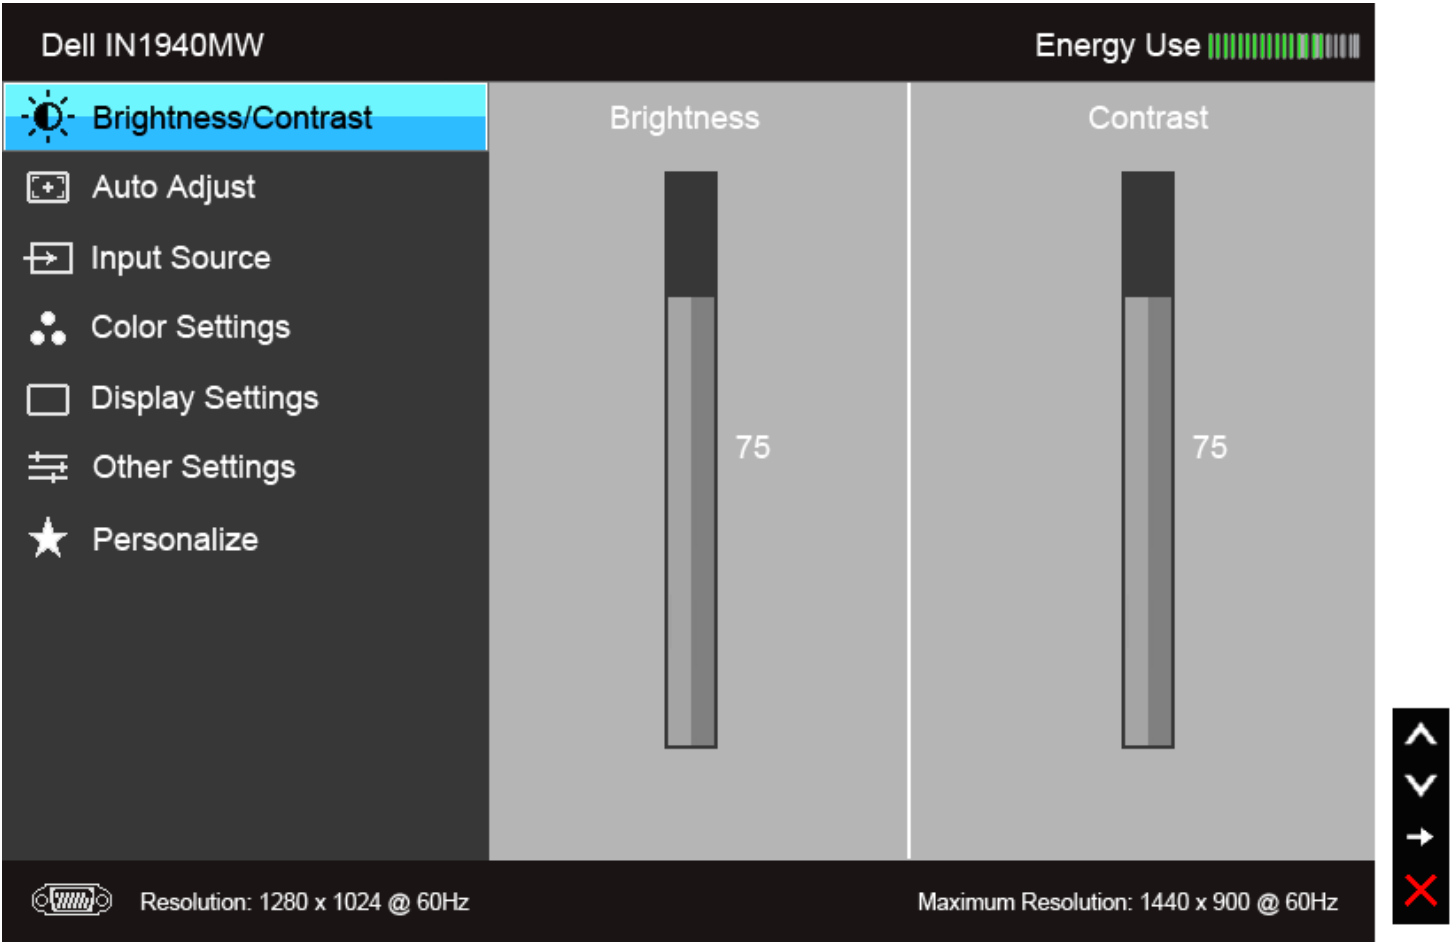 Dell IN1940MW
Energy Use
Brightness/Contrast
Auto Adjust
Input Source
Color Settings
Display Settings
Other Settings
Personalize
Brightness
75
Contrast
75
Resolution: 1280 x 1024 @ 60Hz
Maximum Resolution: 1440 x 900 @ 60Hz